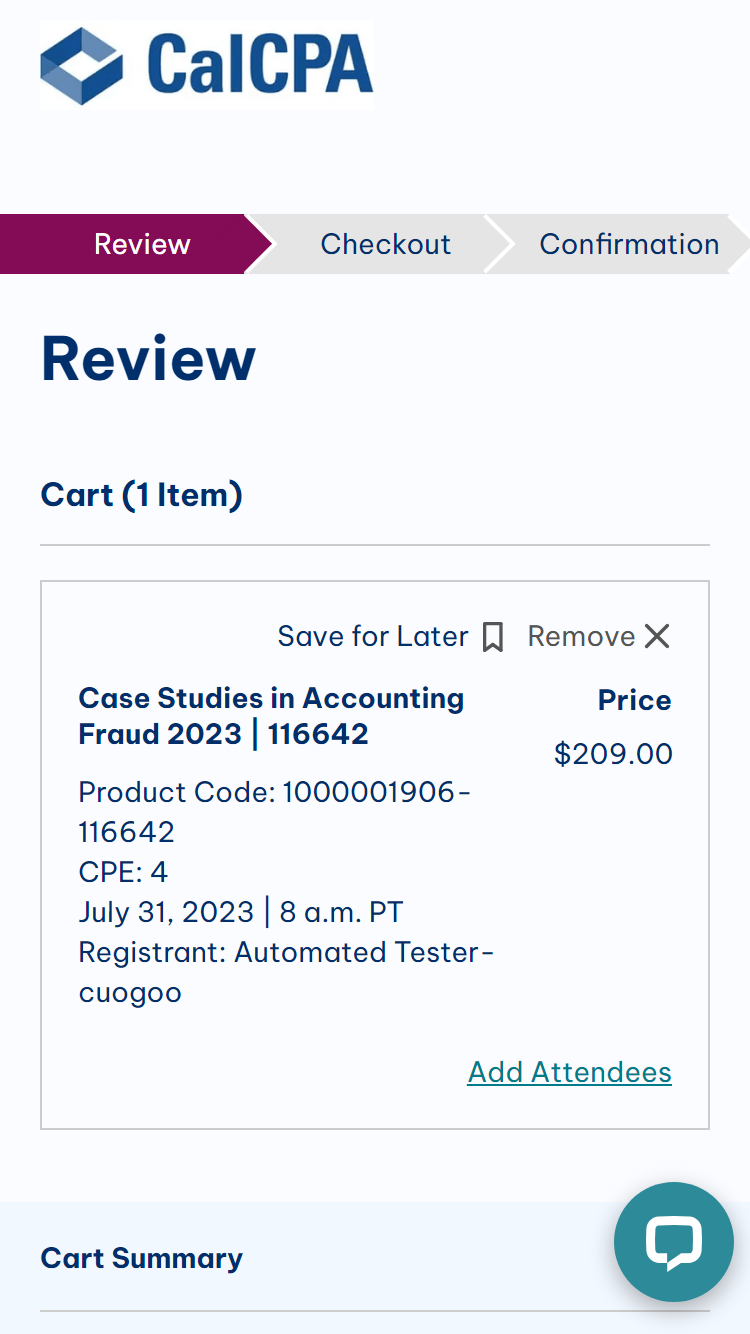 CalCPA
Review
Checkout
Confirmation
Review
Cart (1 Item)
Save for Later
Remove
Case Studies in Accounting
Fraud 2023 | 116642
Price
$209.00
Product Code: 1000001906-
116642
CPE: 4
July 31, 2023 | 8 a.m. PT
Registrant: Automated Tester-
cuogoo
Add Attendees
Cart Summary